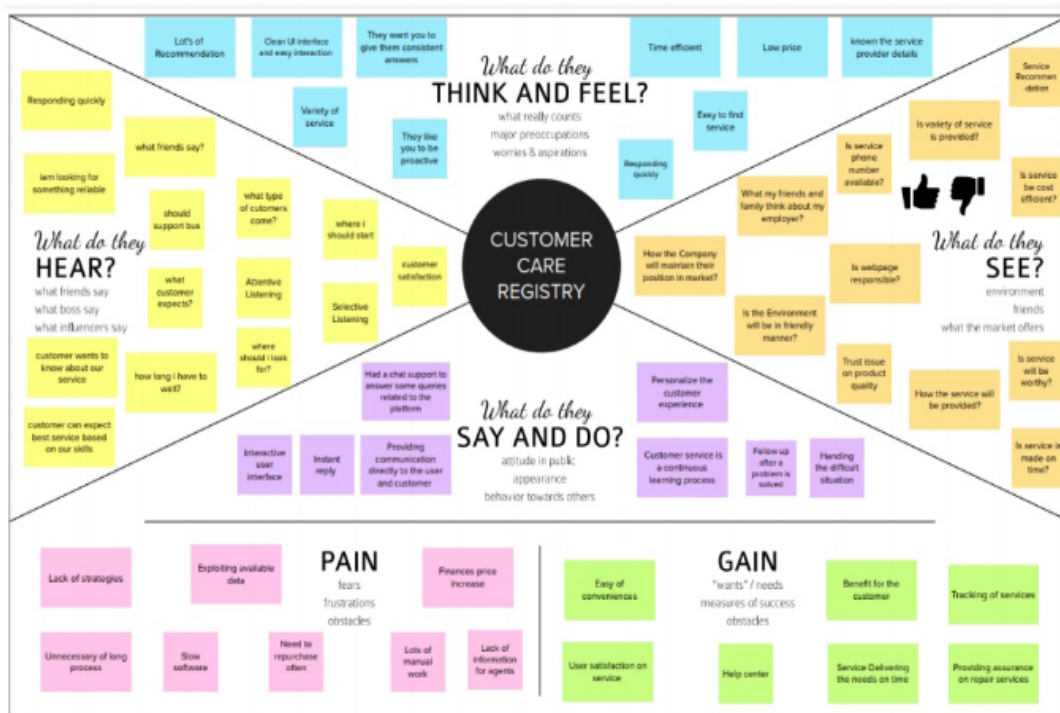 Lot's of
Recommendation
Clean UI interface
and easy interaction
They want you to
give them consistent
answers
Variety of
service
They like
you to be
proactive
What do they
THINK AND FEEL?
what really counts
major preoccupations
worries & aspirations
Time efficient
Low price
known the service
provider details
Easy to find
service
Responding
quickly
Responding quickly
what friends say?
iam looking for
something reliable
should
support bus
what type
of cutomers
come?
where i
should start
What do they
HEAR?
what friends say
what boss say
what influencers say
what
customer
expects?
Attentive
Listening
customer
satisfaction
Selective
Listening
where
should i look
for?
customer wants to
know about our
service
how long i have to
wait?
customer can expect
best service based
on our skills
CUSTOMER
CARE
REGISTRY
Service
Recommen
-dation
Is variety of service
is provided?
Is service
phone
number
available?
Is service
be cost
efficient?
What my friends and
family think about my
employer?
How the Company
will maintain their
position in market?
Is webpage
responsible?
What do they
SEE?
environment
friends
what the market offers
Is the Environment
will be in friendly
manner?
Trust issue
on product
quality
Is service
will be
worthy?
How the service will
be provided?
Is service is
made on
time?
Had a chat support to
answer some queries
related to the
platform
Interactive
user
interface
Instant
reply
Providing
communication
directly to the user
and customer
What do they
SAY AND DO?
attitude in public
appearance
behavior towards others
Personalize the
customer
experience
Customer service is
a continuous
learning process
Follow up
after a
problem is
solved
Handing
the difficult
situation
PAIN
fears
frustrations
obstacles
Lack of strategies
Exploiting available
data
Finances price
increase
Unnecessary of long
process
Slow
software
Need to
repurchase
often
Lots of
manual
work
Lack of
information
for agents
GAIN
"wants" / needs
measures of success
obstacles
Easy of
conveniences
Benefit for the
customer
Tracking of services
User satisfaction on
service
Help center
Service Delivering
the needs on time
Providing assurance
on repair services